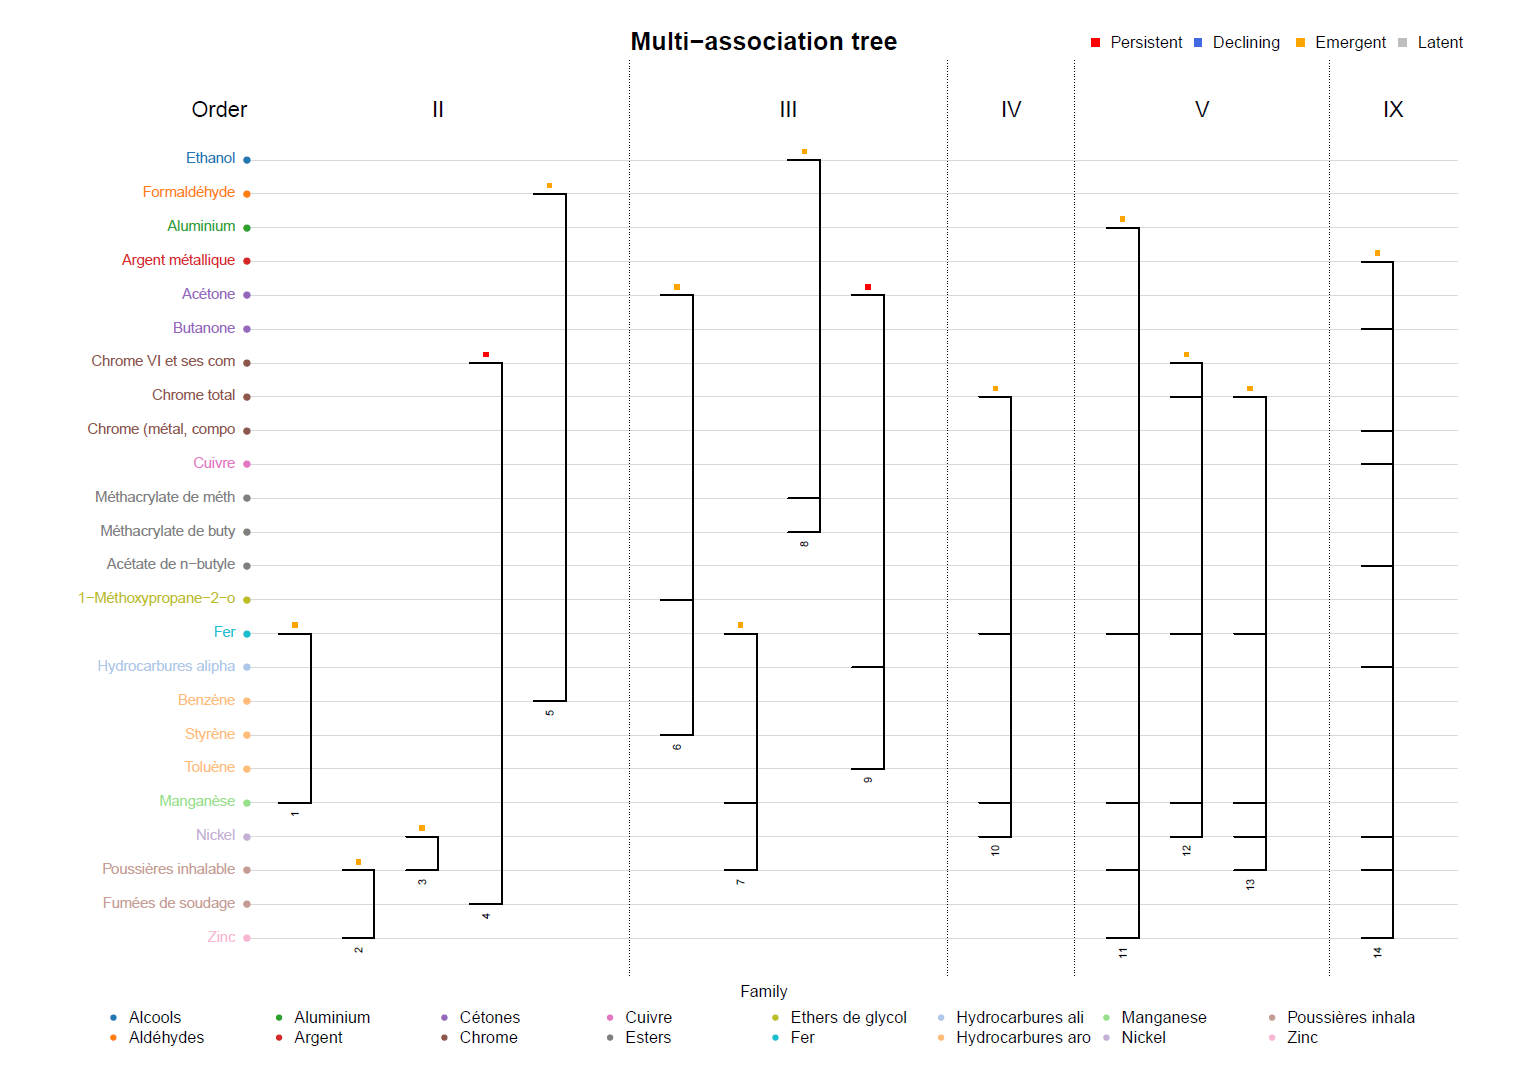 Multi−association tree
Persistent Declining Emergent Latent
Order II III IV V IX
Ethanol
Formaldéhyde
Aluminium
Argent métallique
Acétone
Butanone
Chrome VI et ses com
Chrome total
Chrome (métal, compo
Cuivre
Méthacrylate de méth
Méthacrylate de buty
8
Acétate de n−butyle
1−Méthoxypropane−2−o
Fer
Hydrocarbures alipha
Benzène
5
Styrène
6
Toluène
9
Manganèse
1
Nickel
10 12
Poussières inhalable
3 7 13
Fumées de soudage
4
Zinc
2 11 14
Family
Alcools Aluminium Cétones Cuivre Ethers de glycol Hydrocarbures ali Manganese Poussières inhala
Aldéhydes Argent Chrome Esters Fer Hydrocarbures aro Nickel Zinc